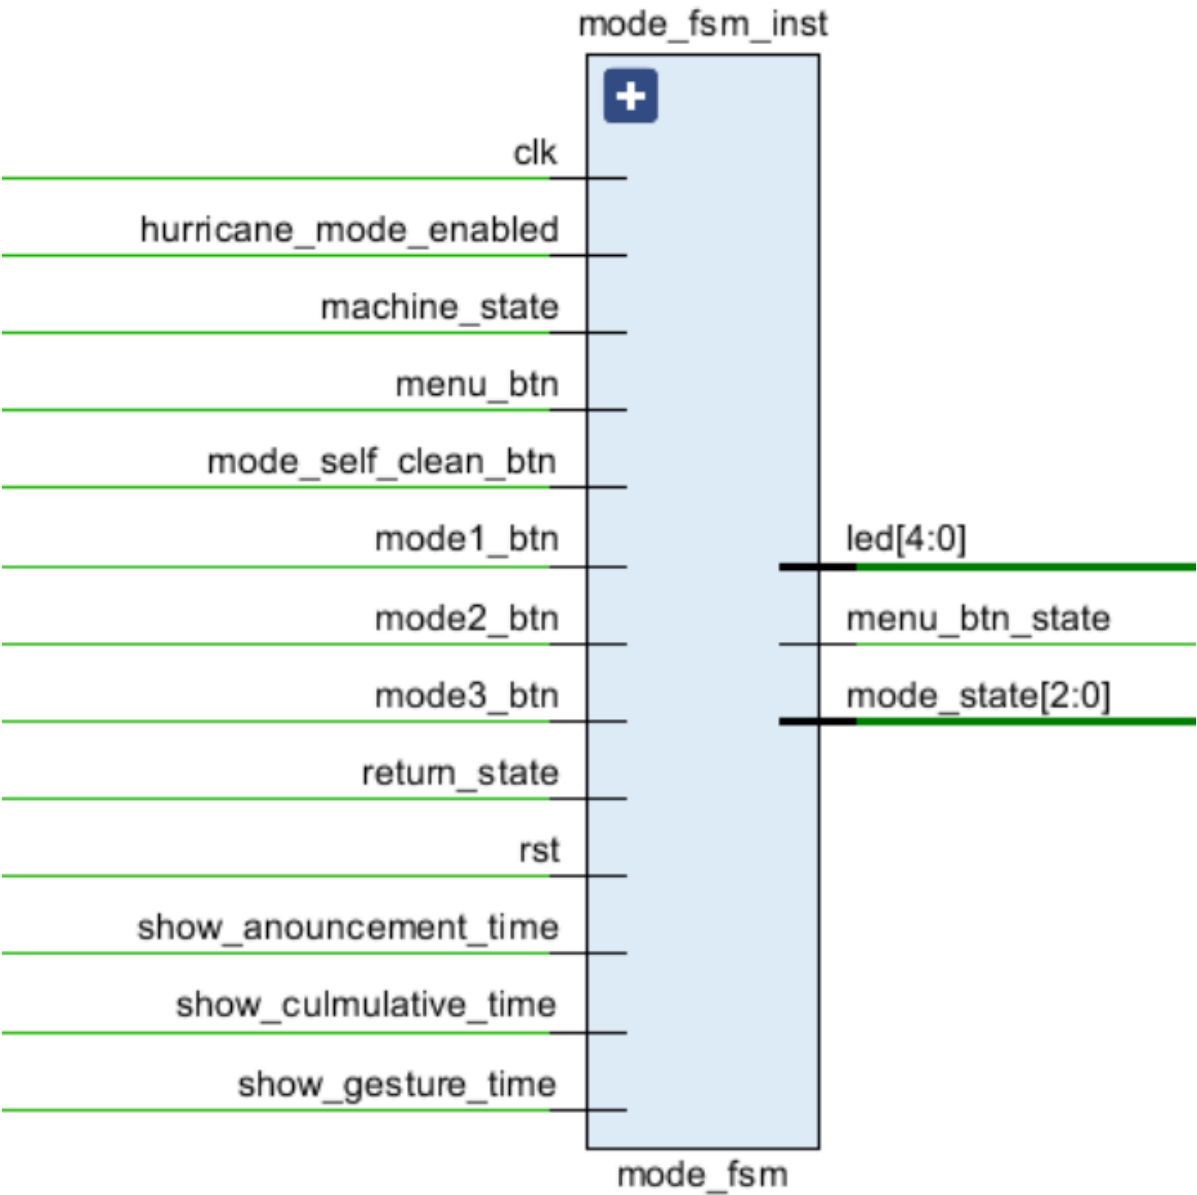 mode_fsm_inst
clk
hurricane_mode_enabled
machine_state
menu_btn
mode_self_clean_btn
mode1_btn
mode2_btn
mode3_btn
return_state
rst
show_anouncement_time
show_culmulative_time
show_gesture_time
led[4:0]
menu_btn_state
mode_state[2:0]
mode_fsm